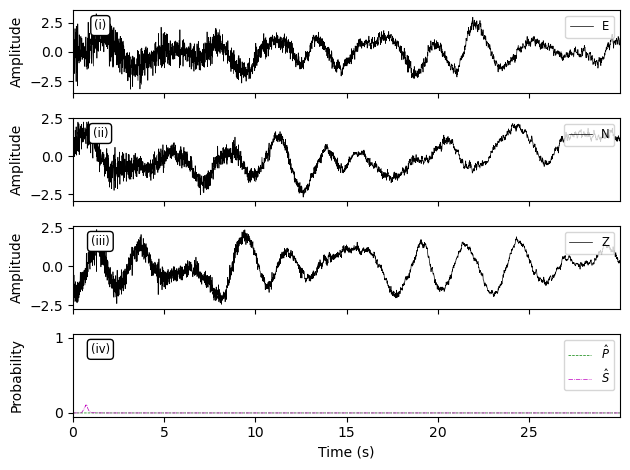 Amplitude
2.5
0.0
−2.5
(i)
E
Amplitude
2.5
0.0
−2.5
(ii)
N
Amplitude
2.5
0.0
−2.5
(iii)
Z
Probability
1
0
(iv)
P̂
Ŝ
0 5 10 15 20 25
Time (s)